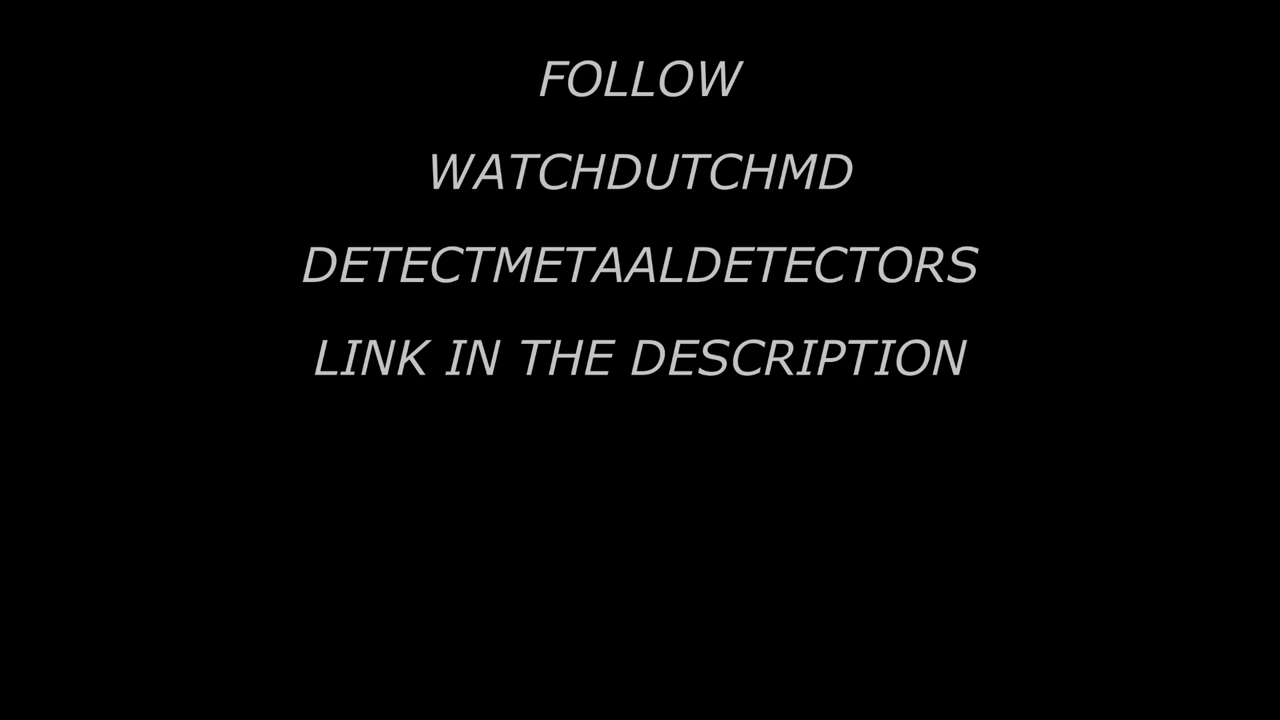 FOLLOW
WATCHDUTCHMD
DETECTMETAALDETECTORS
LINK IN THE DESCRIPTION